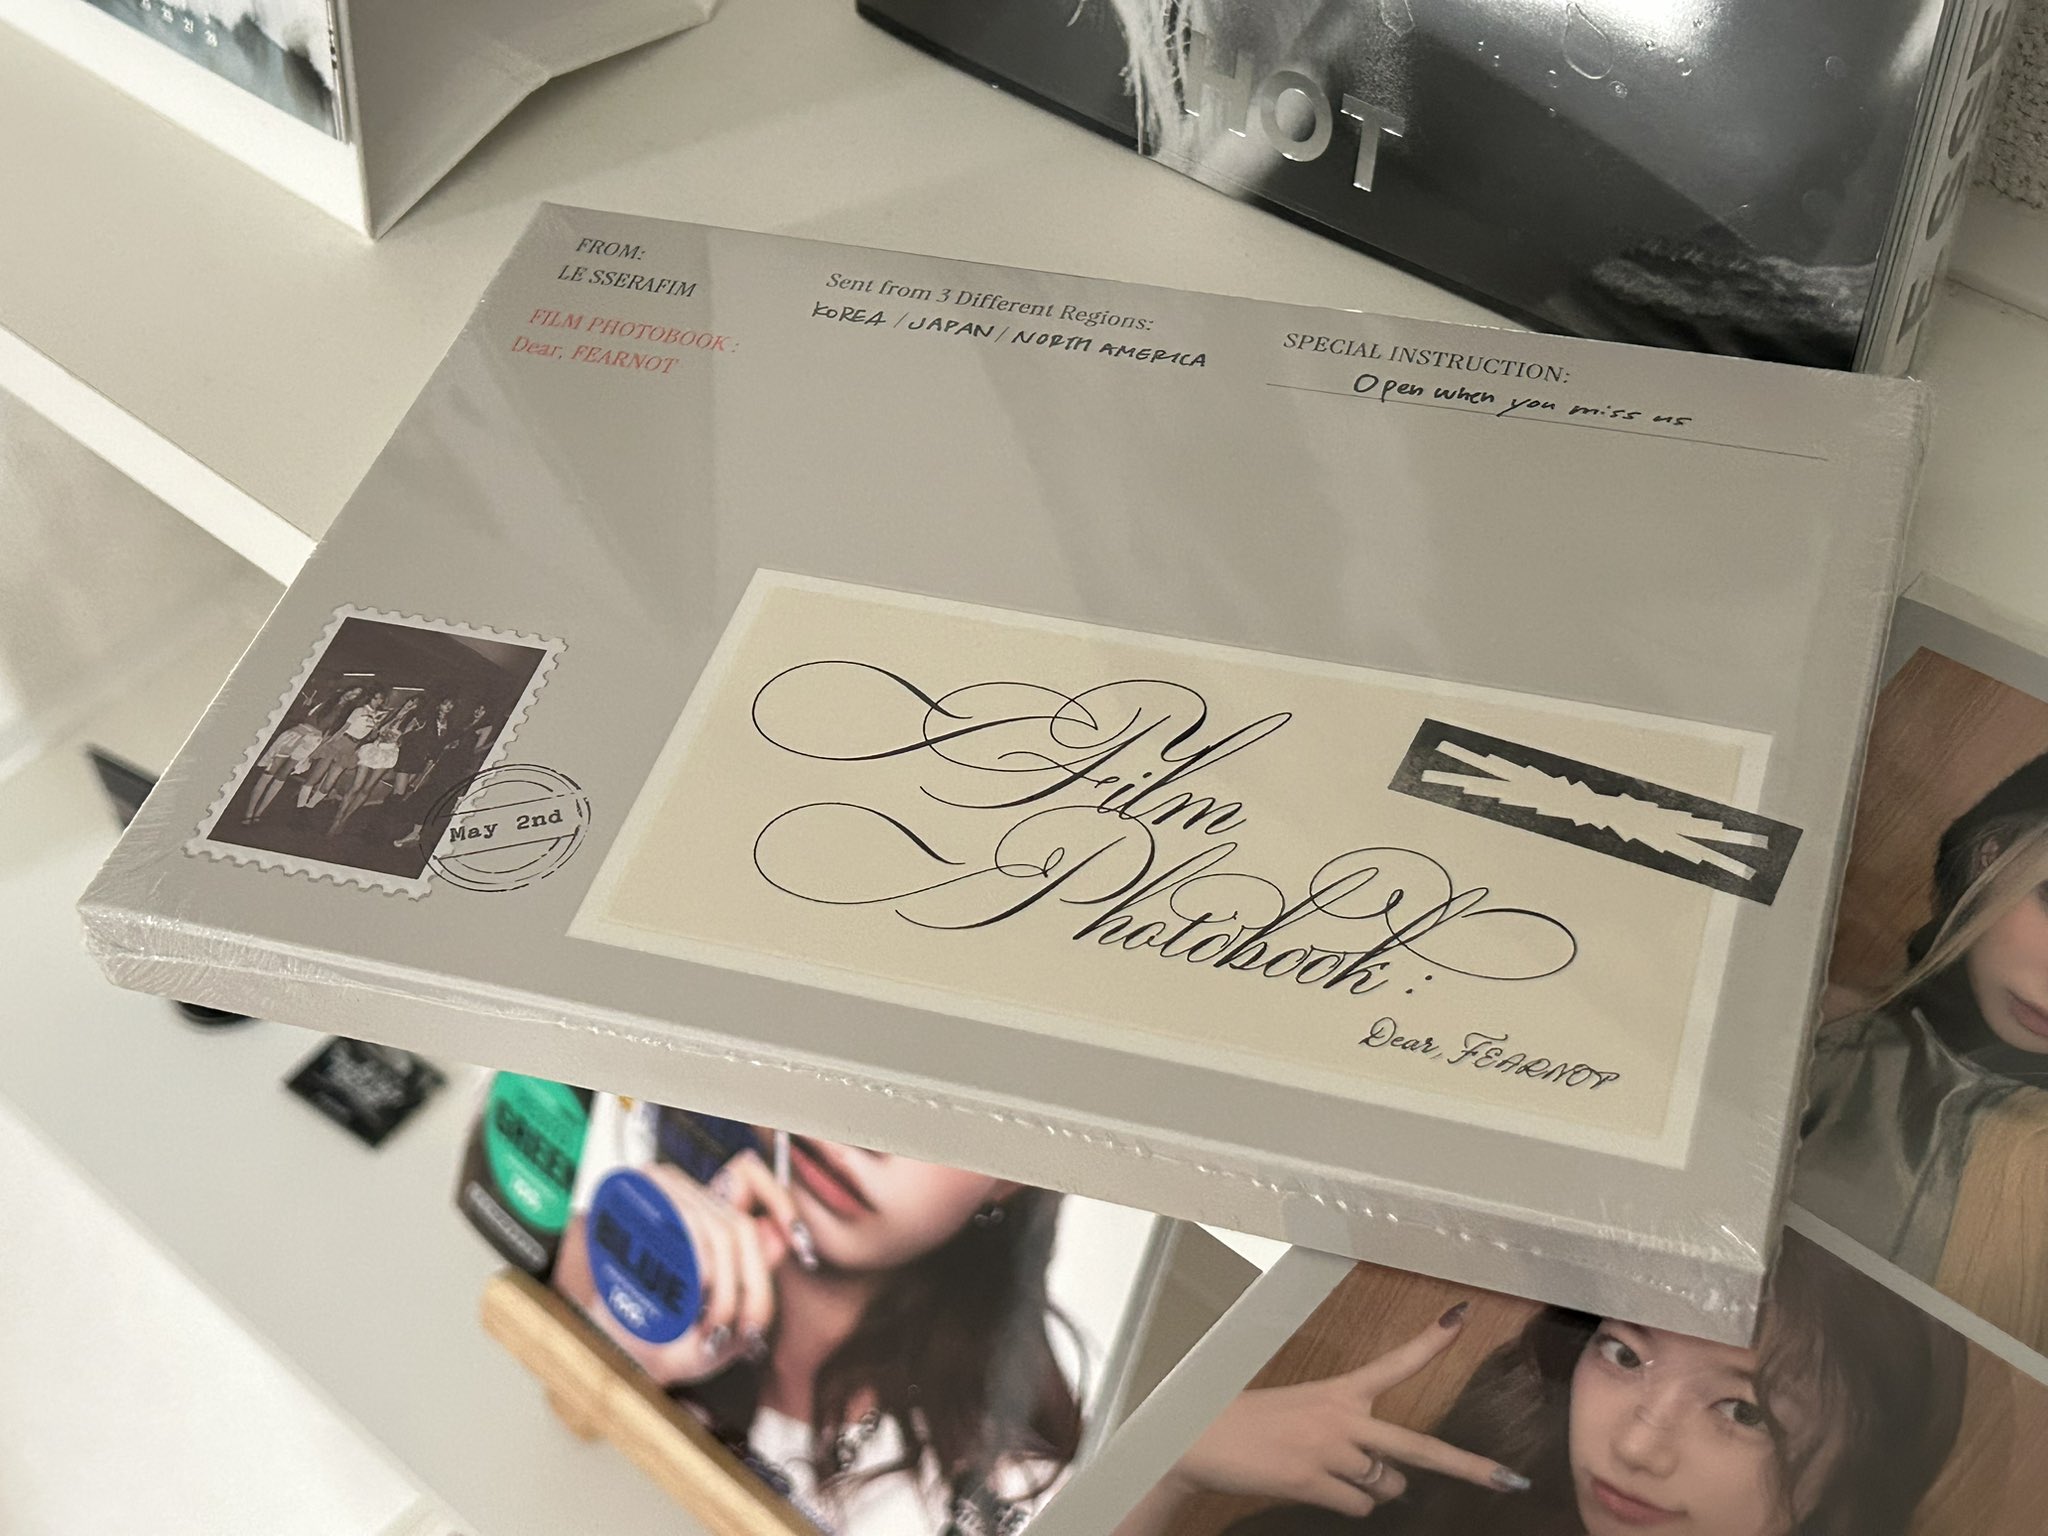 HOT
FROM:
LE SSERAFIM
FILM PHOTOBOOK :
Dear, FEARNOT
Sent from 3 Different Regions:
KOREA / JAPAN / NORTH AMERICA
SPECIAL INSTRUCTION:
Open when you miss us
May 2nd
Film
Photobook :
Dear, FEARNOT
GREEN
BLUE